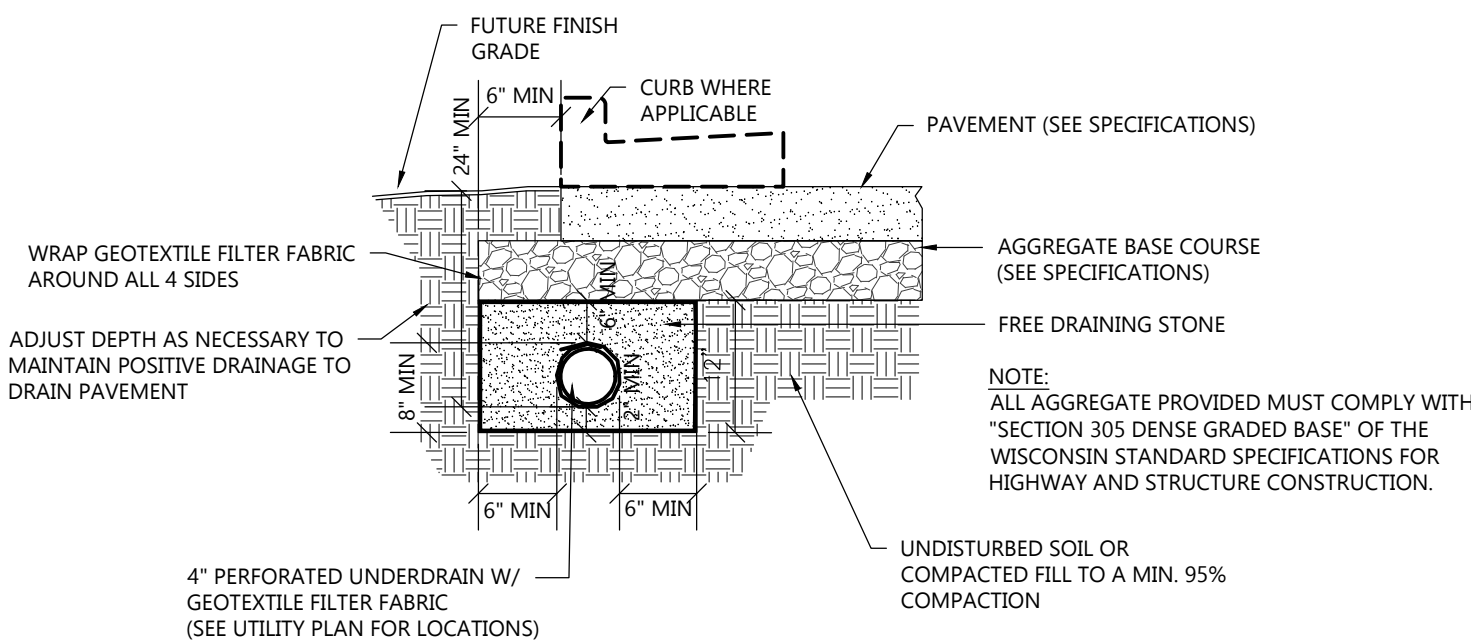 FUTURE FINISH
GRADE
6" MIN
CURB WHERE
APPLICABLE
24" MIN
PAVEMENT (SEE SPECIFICATIONS)
WRAP GEOTEXTILE FILTER FABRIC
AROUND ALL 4 SIDES
AGGREGATE BASE COURSE
(SEE SPECIFICATIONS)
6" MIN
FREE DRAINING STONE
ADJUST DEPTH AS NECESSARY TO
MAINTAIN POSITIVE DRAINAGE TO
DRAIN PAVEMENT
8" MIN
2" MIN
12"
NOTE:
ALL AGGREGATE PROVIDED MUST COMPLY WITH
"SECTION 305 DENSE GRADED BASE" OF THE
WISCONSIN STANDARD SPECIFICATIONS FOR
HIGHWAY AND STRUCTURE CONSTRUCTION.
6" MIN
6" MIN
UNDISTURBED SOIL OR
COMPACTED FILL TO A MIN. 95%
COMPACTION
4" PERFORATED UNDERDRAIN W/
GEOTEXTILE FILTER FABRIC
(SEE UTILITY PLAN FOR LOCATIONS)